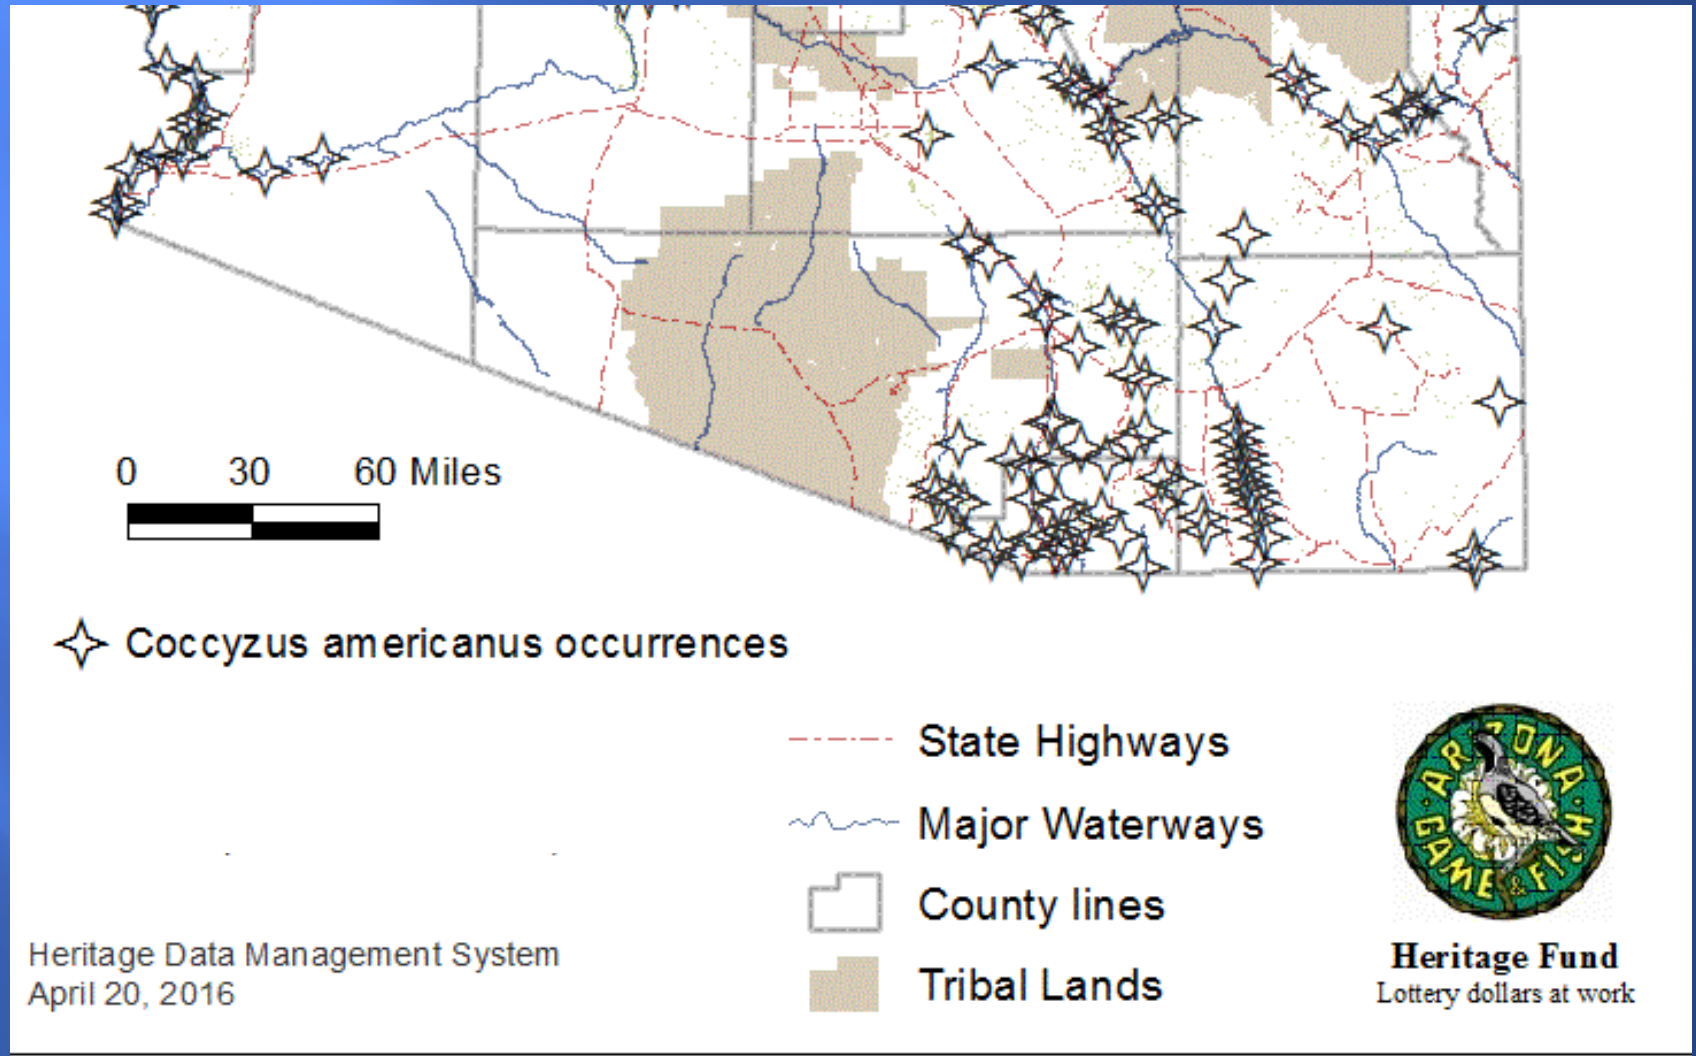 0 30 60 Miles
Coccyzus americanus occurrences
State Highways
Major Waterways
County lines
Tribal Lands
Heritage Data Management System
April 20, 2016
ARIZONA
GAME & FISH
Heritage Fund
Lottery dollars at work